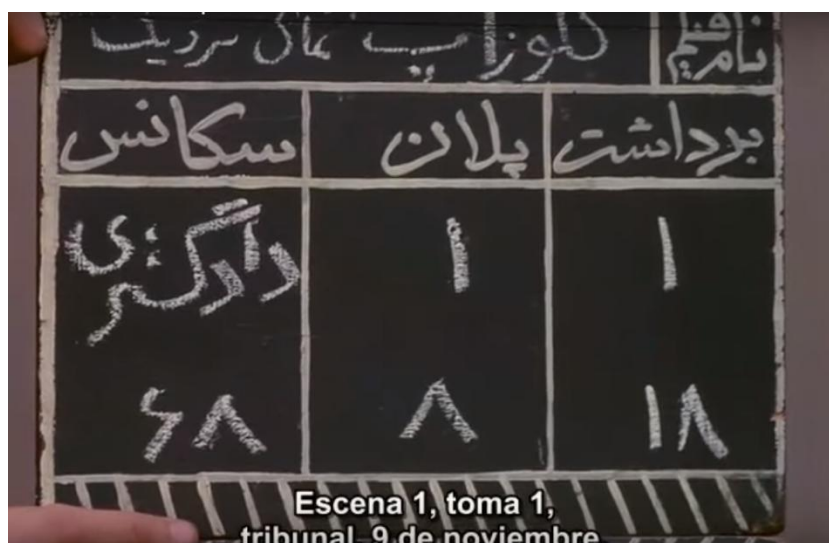 نام فیلم کلوزآپ نمای نزدیک
برداشت پلان سکانس
۱ ۱ دادگستری
۱۸ ۸ ۶۸
Escena 1, toma 1,
tribunal, 9 de noviembre